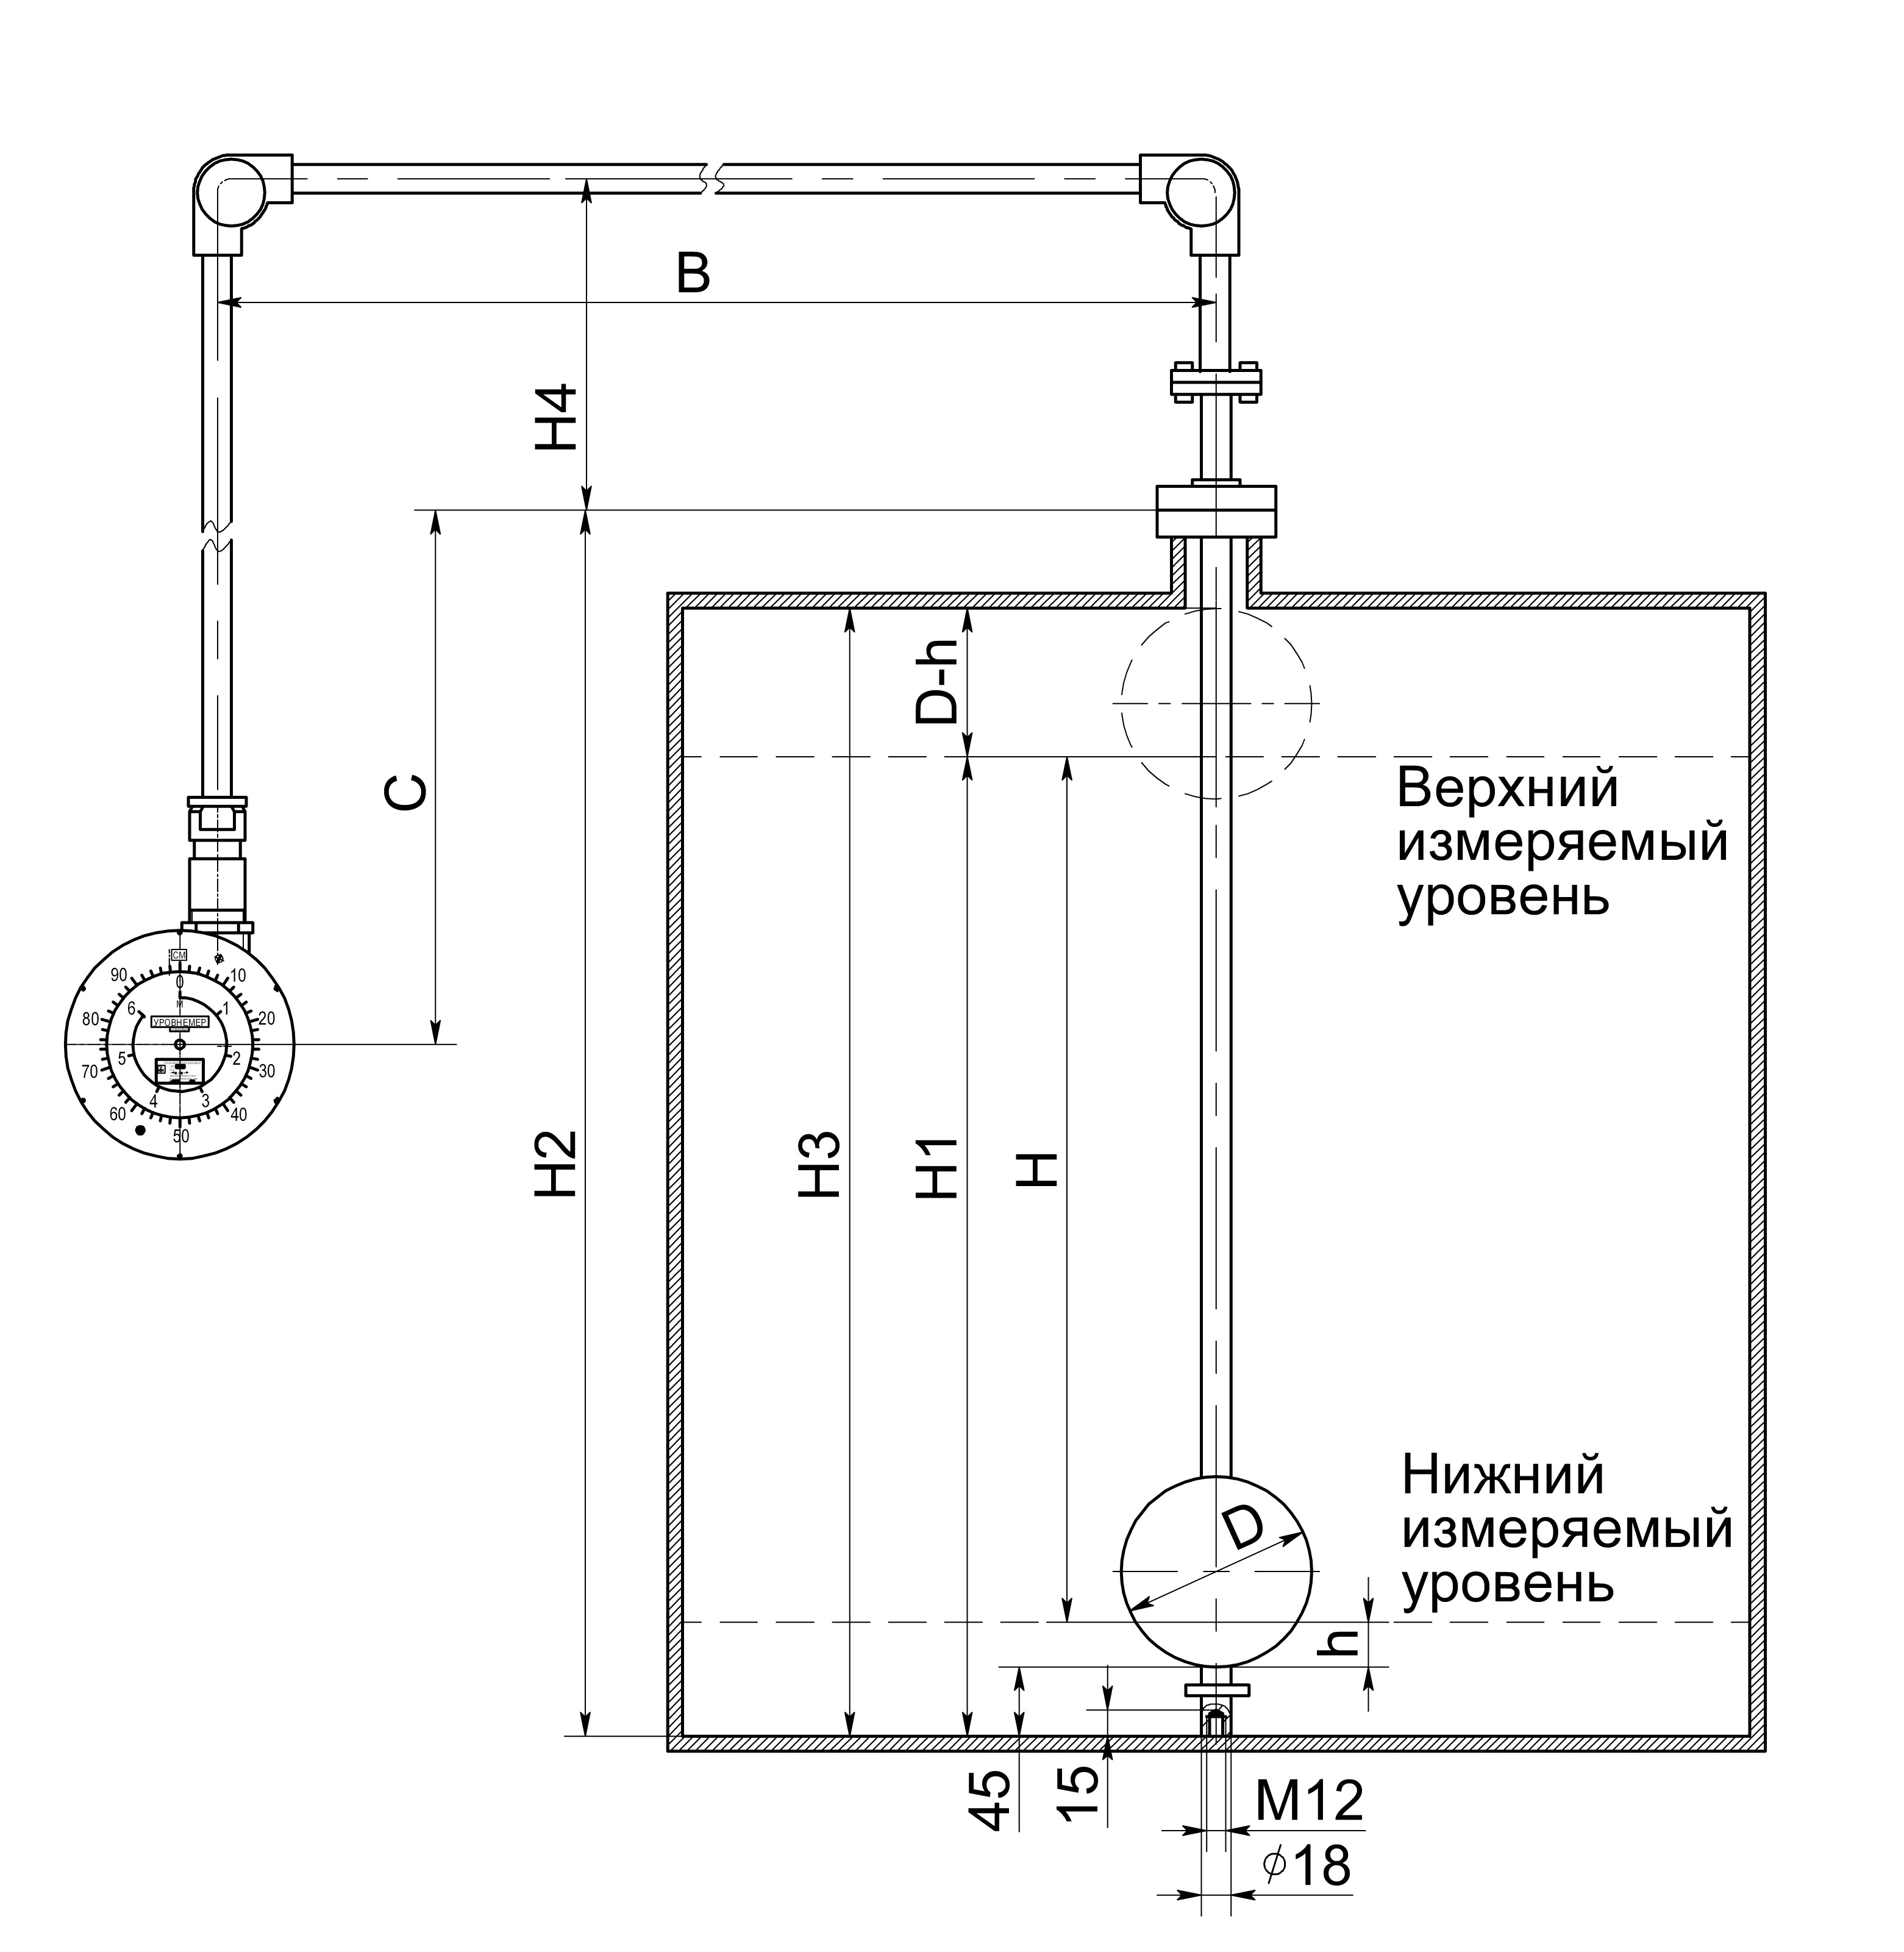 B
H4
D-h
C
Верхний
измеряемый
уровень
СМ
90
0
10
М
6
1
80
УРОВНЕМЕР
20
5
2
70
30
4
3
60
40
50
H2
H3
H1
H
D
Нижний
измеряемый
уровень
h
45
15
M12
⌀18